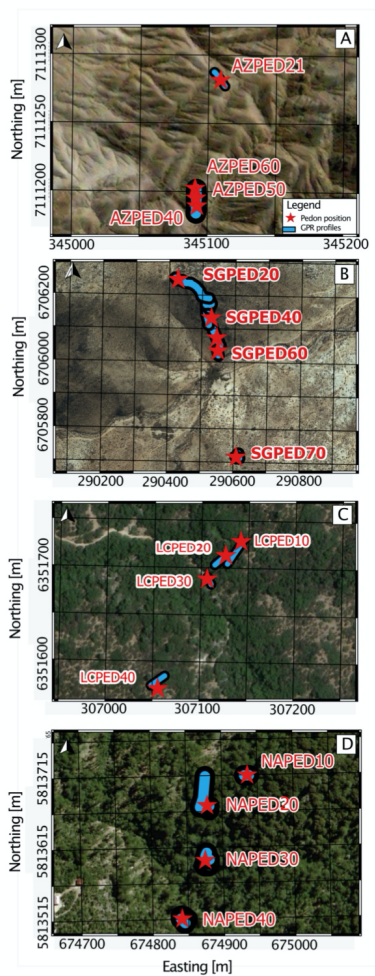 A
Northing [m]
7111300
7111250
7111200
AZPED21
AZPED60
AZPED50
AZPED40
Legend
Pedon position
GPR profiles
345000
345100
345200
B
6706200
6706000
6705800
SGPED20
SGPED40
SGPED60
SGPED70
290200
290400
290600
290800
C
Northing [m]
6351700
6351600
LCPED20
LCPED10
LCPED30
LCPED40
307000
307100
307200
D
Northing [m]
5813715
5813615
5813515
NAPED10
NAPED20
NAPED30
NAPED40
674700
674800
674900
675000
Easting [m]